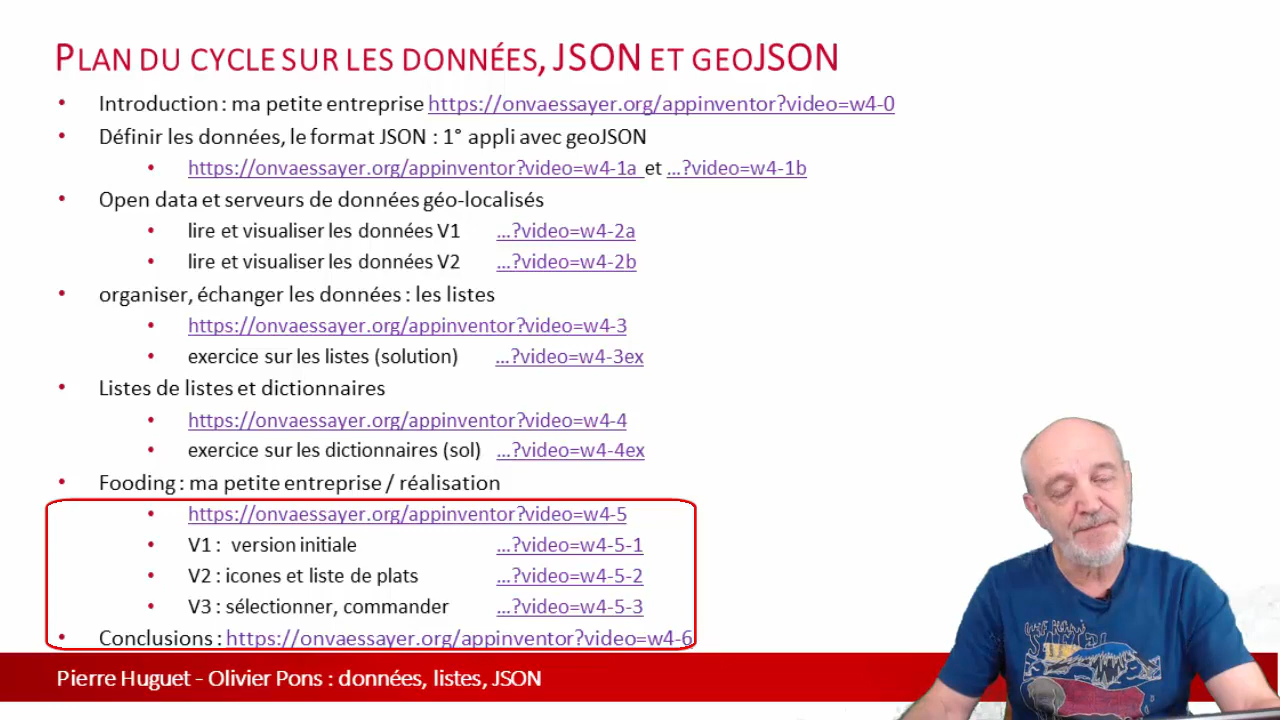 PLAN DU CYCLE SUR LES DONNÉES, JSON ET GEOJSON
• Introduction : ma petite entreprise https://onvaessayer.org/appinventor?video=w4-0
• Définir les données, le format JSON : 1° appli avec geoJSON
• https://onvaessayer.org/appinventor?video=w4-1a et ...?video=w4-1b
• Open data et serveurs de données géo-localisés
• lire et visualiser les données V1 ...?video=w4-2a
• lire et visualiser les données V2 ...?video=w4-2b
• organiser, échanger les données : les listes
• https://onvaessayer.org/appinventor?video=w4-3
• exercice sur les listes (solution) ...?video=w4-3ex
• Listes de listes et dictionnaires
• https://onvaessayer.org/appinventor?video=w4-4
• exercice sur les dictionnaires (sol) ...?video=w4-4ex
• Fooding : ma petite entreprise / réalisation
• https://onvaessayer.org/appinventor?video=w4-5
• V1 : version initiale ...?video=w4-5-1
• V2 : icones et liste de plats ...?video=w4-5-2
• V3 : sélectionner, commander ...?video=w4-5-3
• Conclusions : https://onvaessayer.org/appinventor?video=w4-6
Pierre Huguet - Olivier Pons : données, listes, JSON